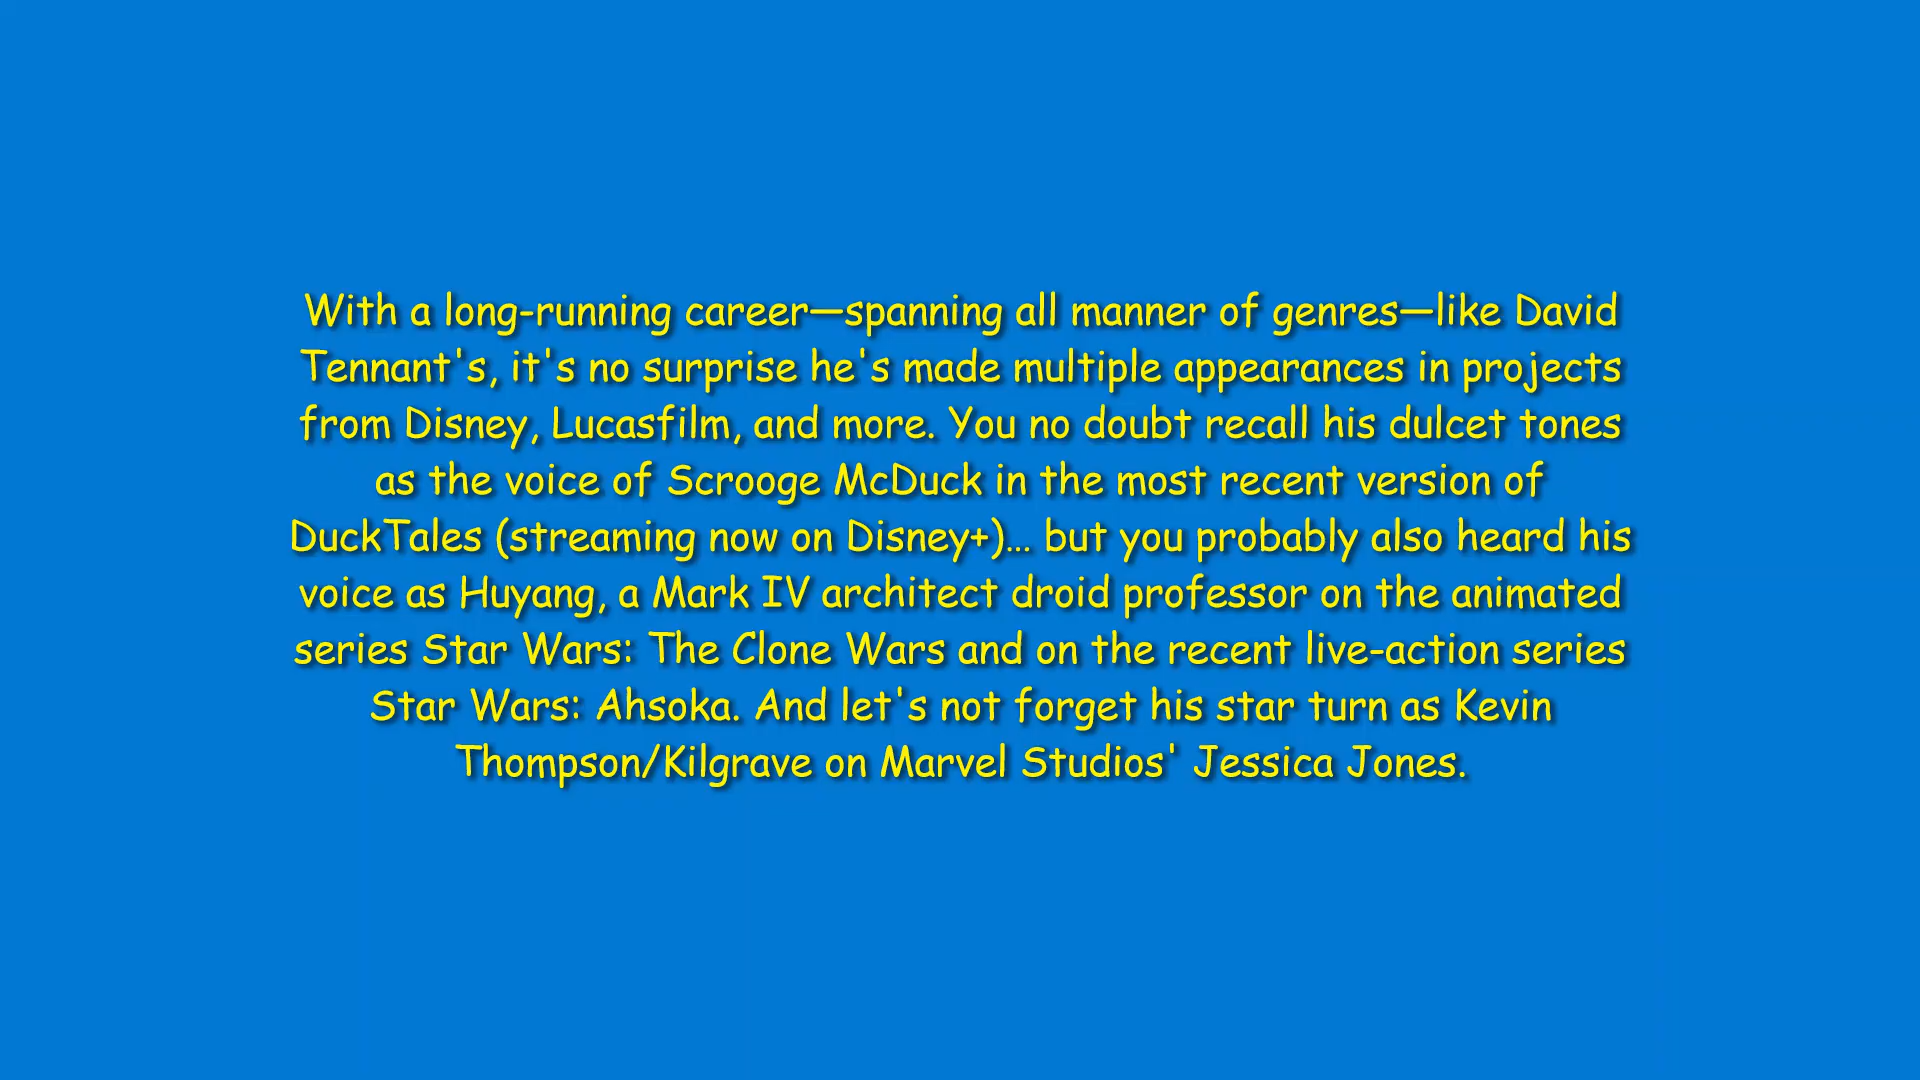 With a long-running career—spanning all manner of genres—like David
Tennant's, it's no surprise he's made multiple appearances in projects
from Disney, Lucasfilm, and more. You no doubt recall his dulcet tones
as the voice of Scrooge McDuck in the most recent version of
DuckTales (streaming now on Disney+)... but you probably also heard his
voice as Huyang, a Mark IV architect droid professor on the animated
series Star Wars: The Clone Wars and on the recent live-action series
Star Wars: Ahsoka. And let's not forget his star turn as Kevin
Thompson/Kilgrave on Marvel Studios' Jessica Jones.